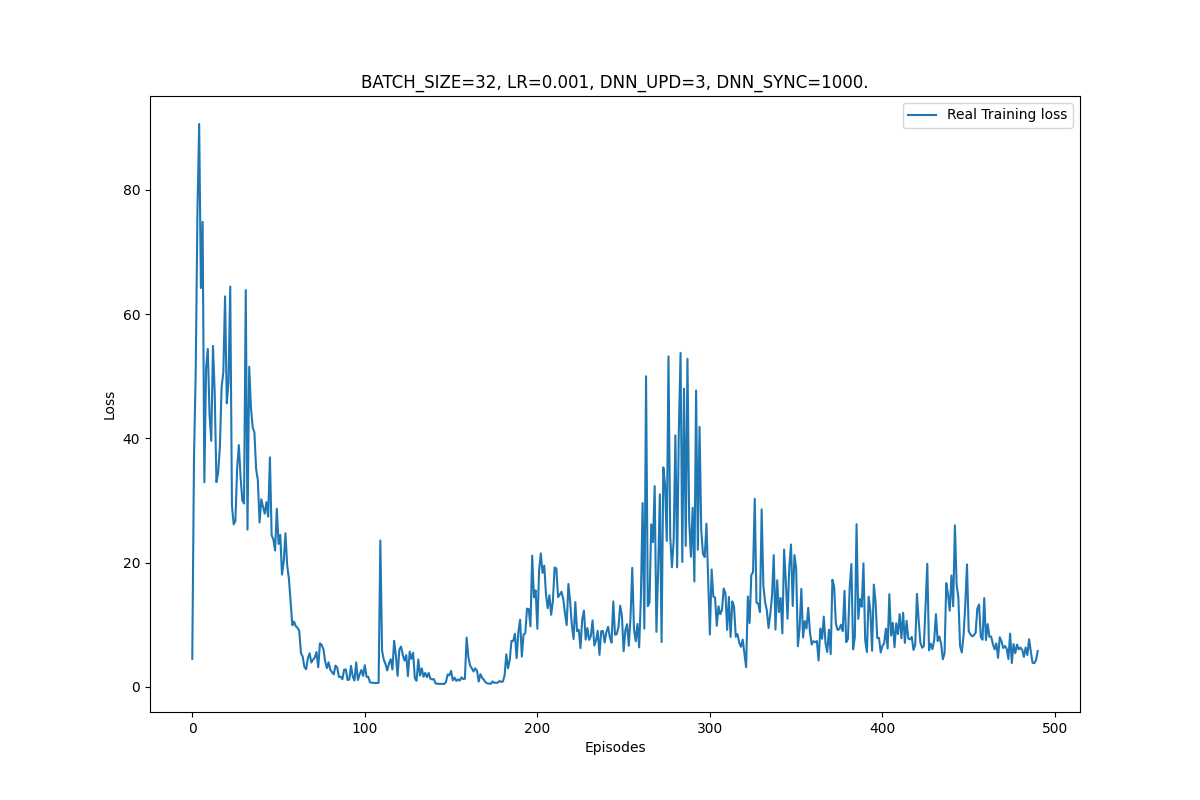 BATCH_SIZE=32, LR=0.001, DNN_UPD=3, DNN_SYNC=1000.
Real Training loss
80
60
40
20
0
Loss
0 100 200 300 400 500
Episodes